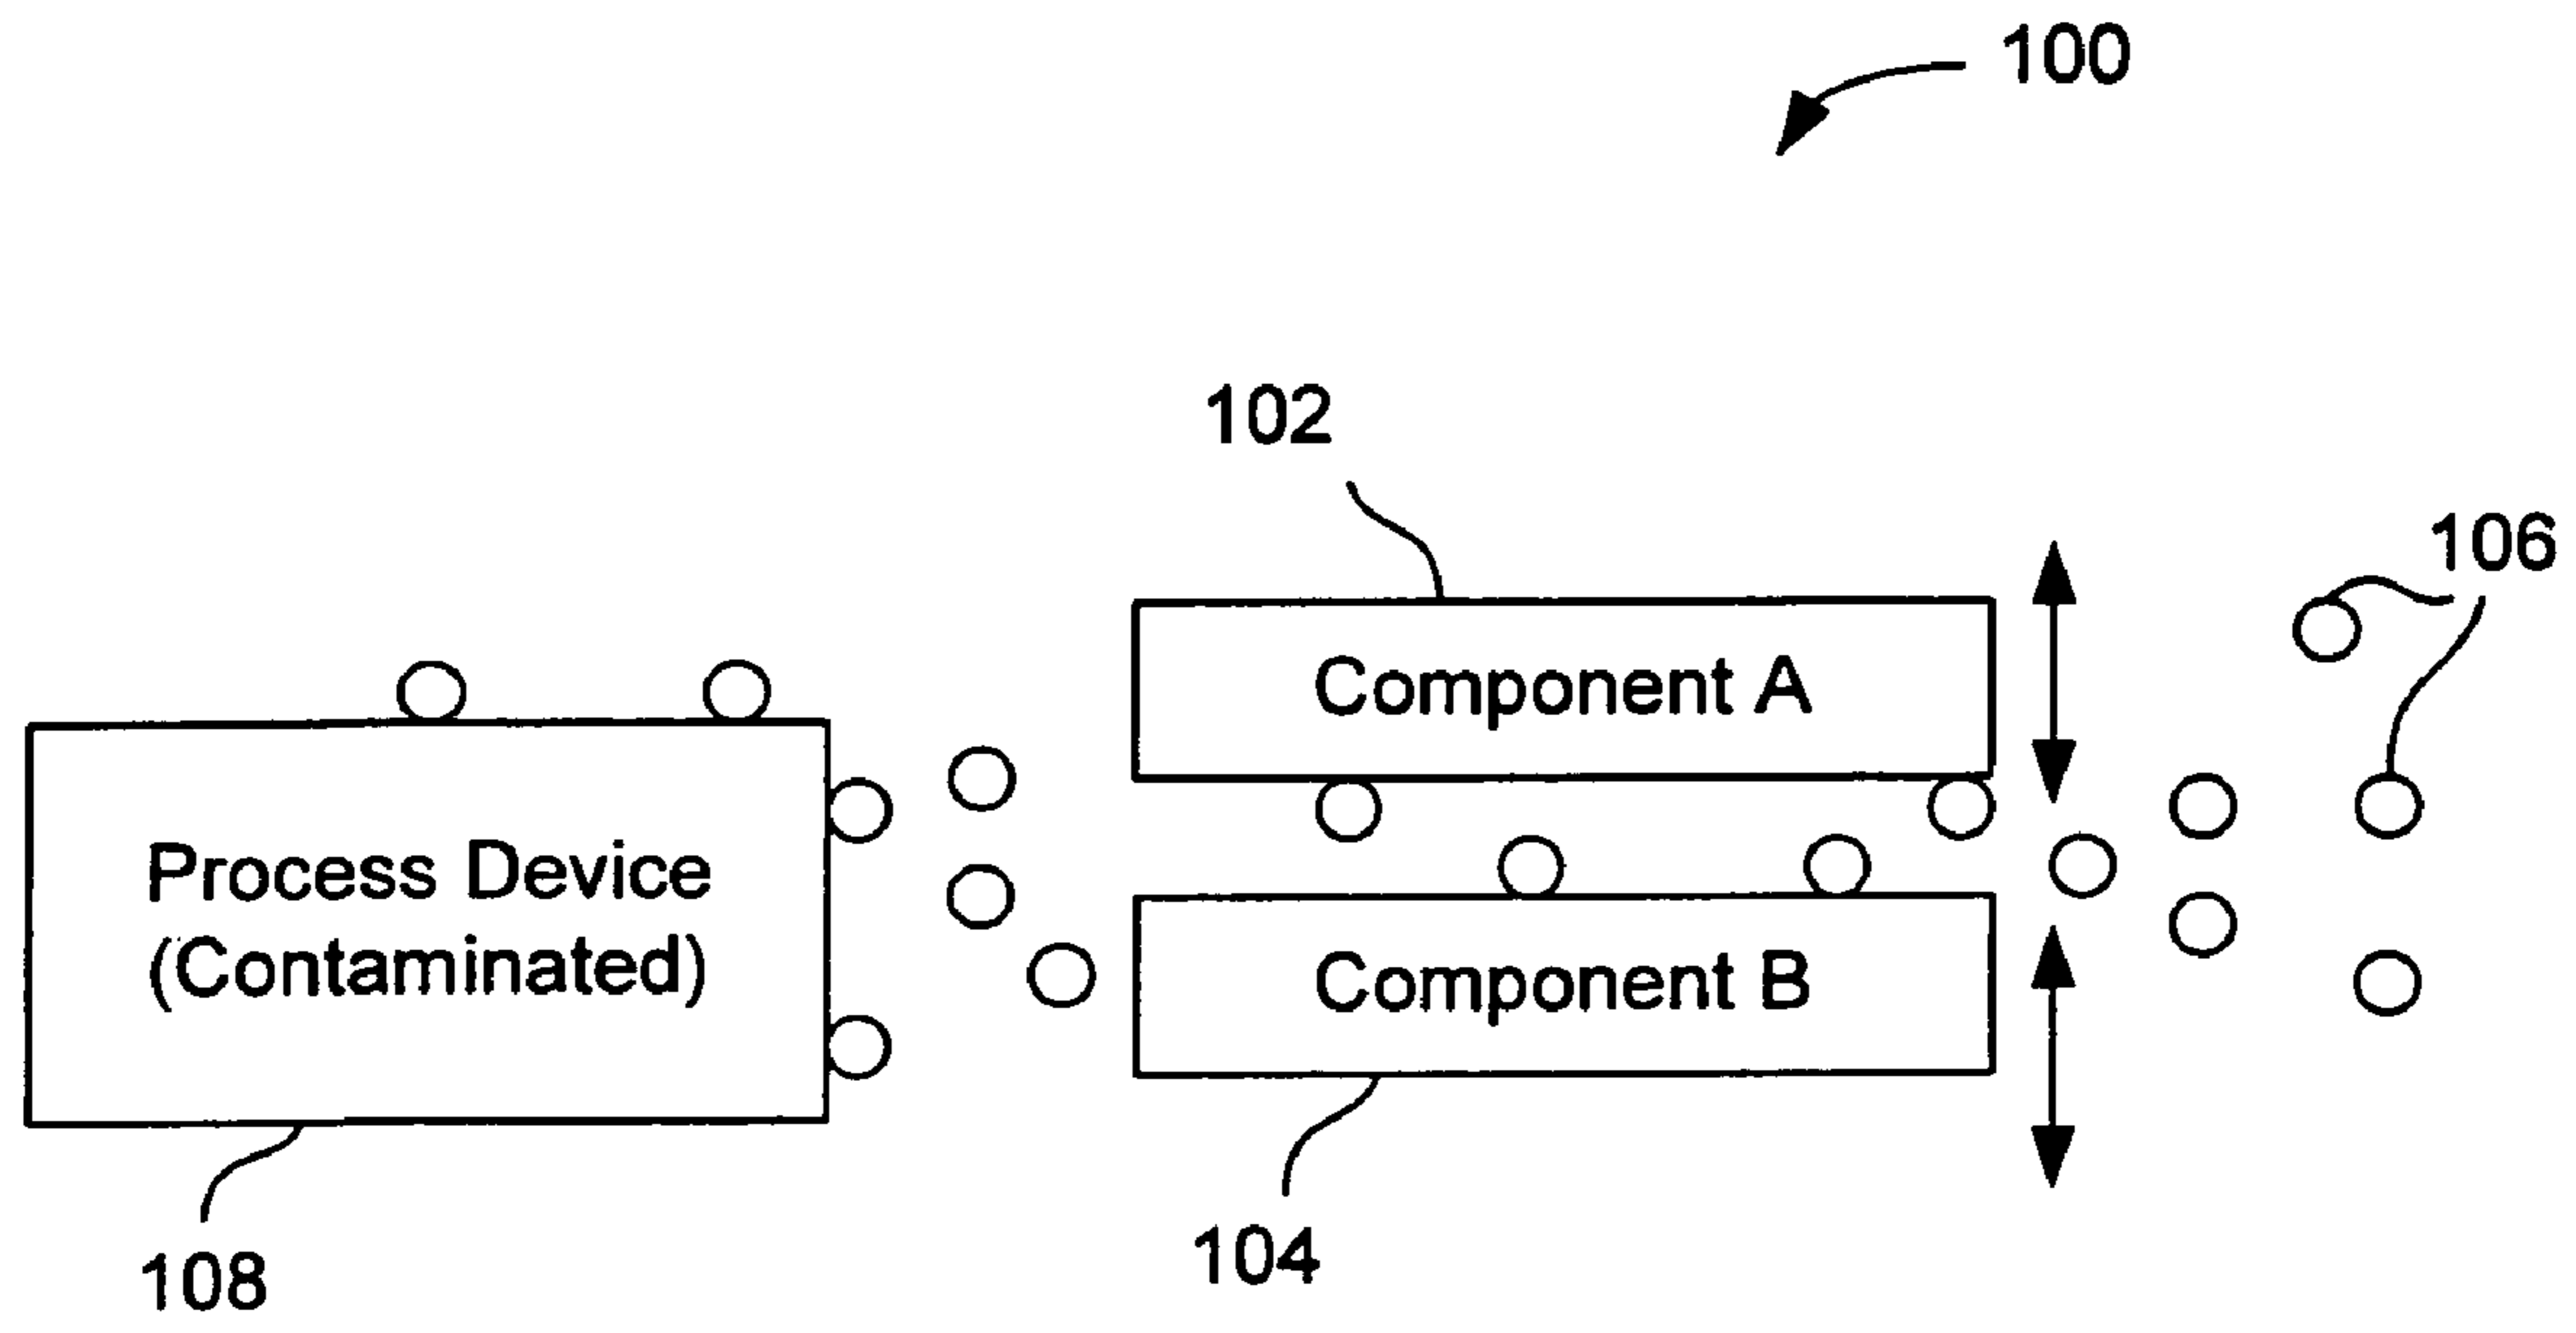 100
102
106
Component A
Process Device
(Contaminated)
Component B
104
108